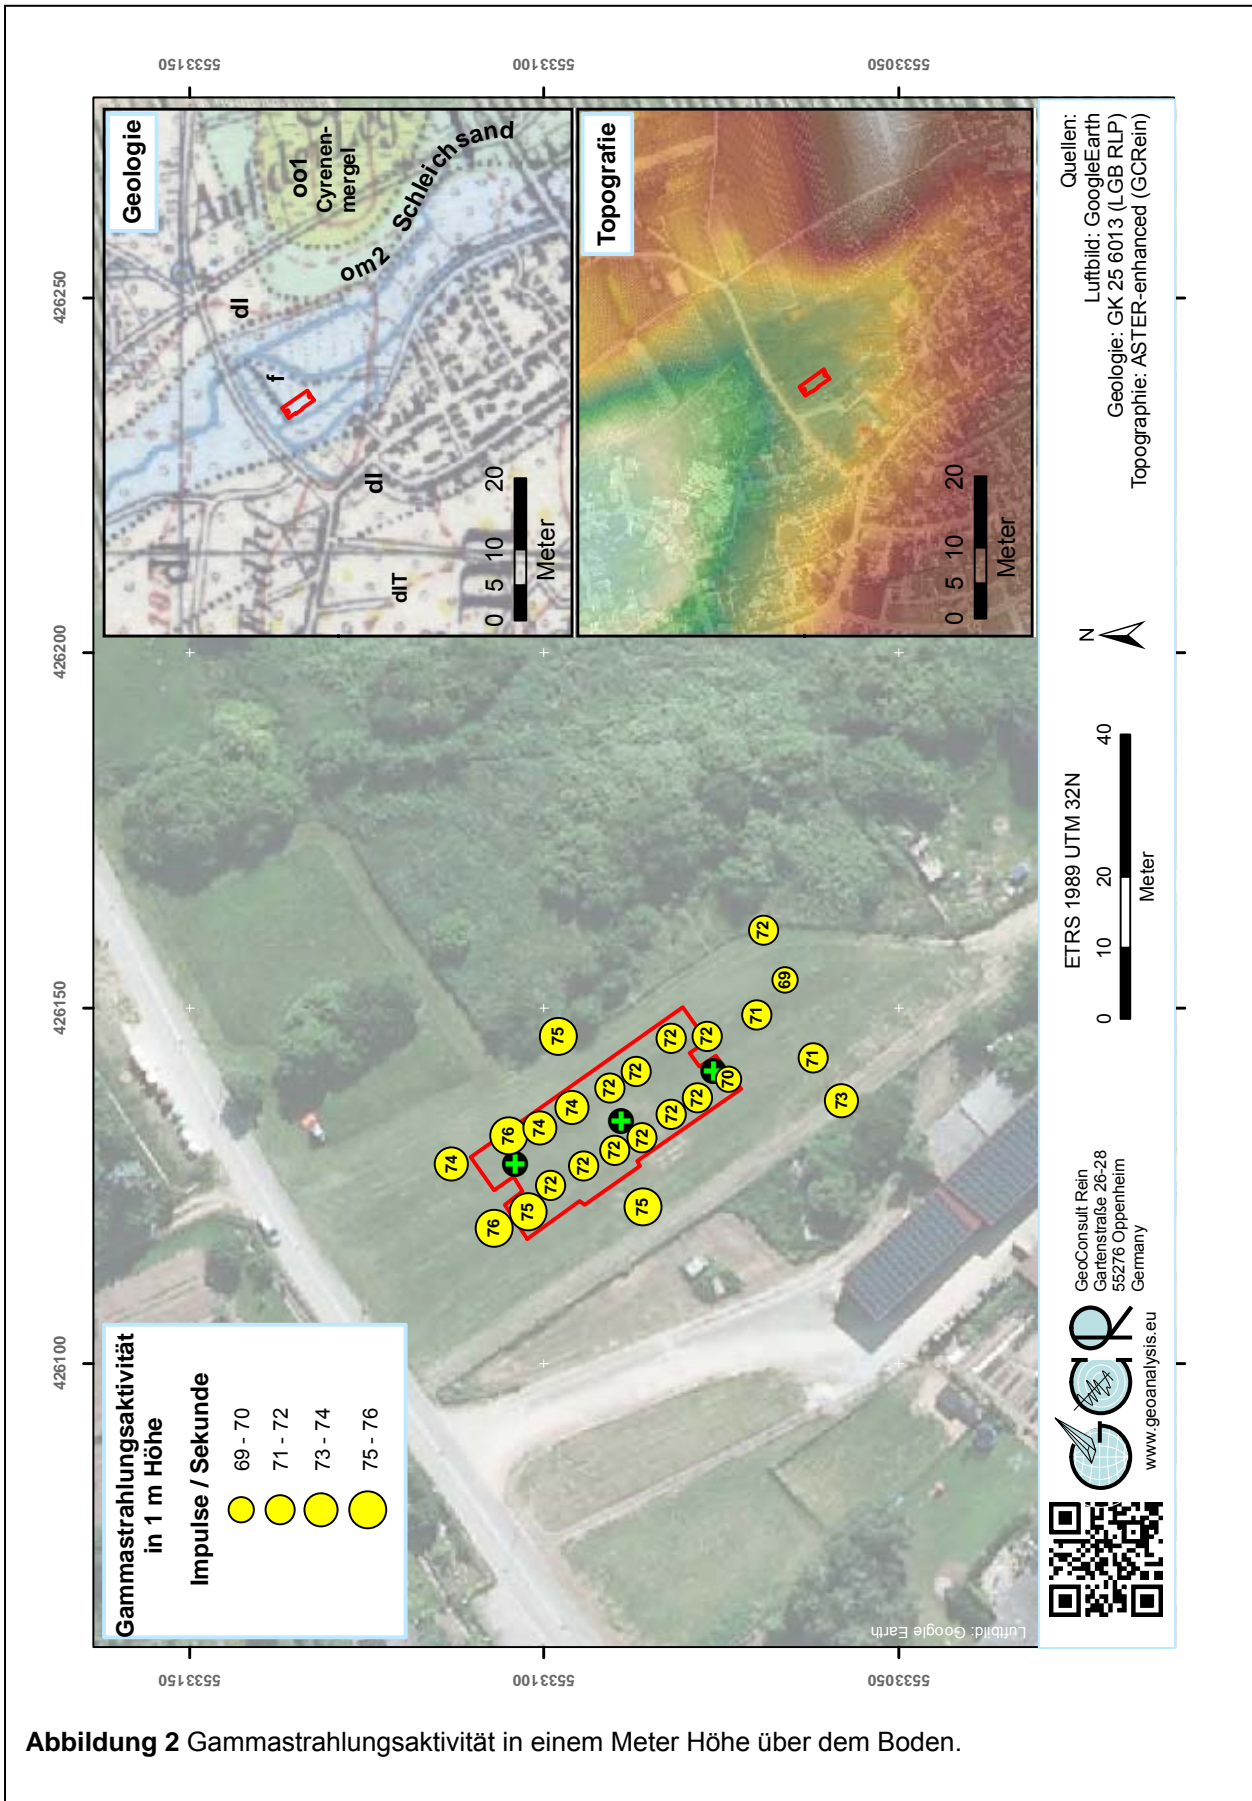 5533150
5533100
5533050
426250
426200
426150
426100
Geologie
oo1
Cyrenen-
mergel
om2 Schleichsand
dl
f
dl
dlT
0 5 10 20
Meter
Topografie
0 5 10 20
Meter
Quellen:
Luftbild: GoogleEarth
Geologie: GK 25 6013 (LGB RLP)
Topographie: ASTER-enhanced (GCRein)
N
ETRS 1989 UTM 32N
0 10 20 40
Meter
GeoConsult Rein
Gartenstraße 26-28
55276 Oppenheim
Germany
GCR
www.geoanalysis.eu
Gammastrahlungsaktivität
in 1 m Höhe
Impulse / Sekunde
69 - 70
71 - 72
73 - 74
75 - 76
72
69
71
71
73
75
72
72
70
72
72
72
72
74
72
72
74
76
74
72
72
75
76
75
Luftbild: Google Earth
5533150
5533100
5533050
Abbildung 2 Gammastrahlungsaktivität in einem Meter Höhe über dem Boden.